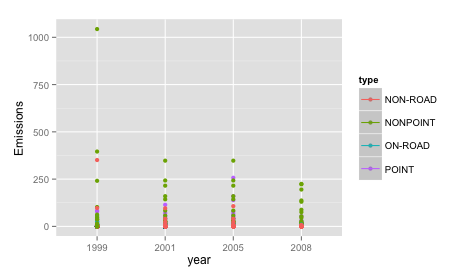 1000
750
500
250
0
Emissions
1999
2001
2005
2008
year
type
NON-ROAD
NONPOINT
ON-ROAD
POINT